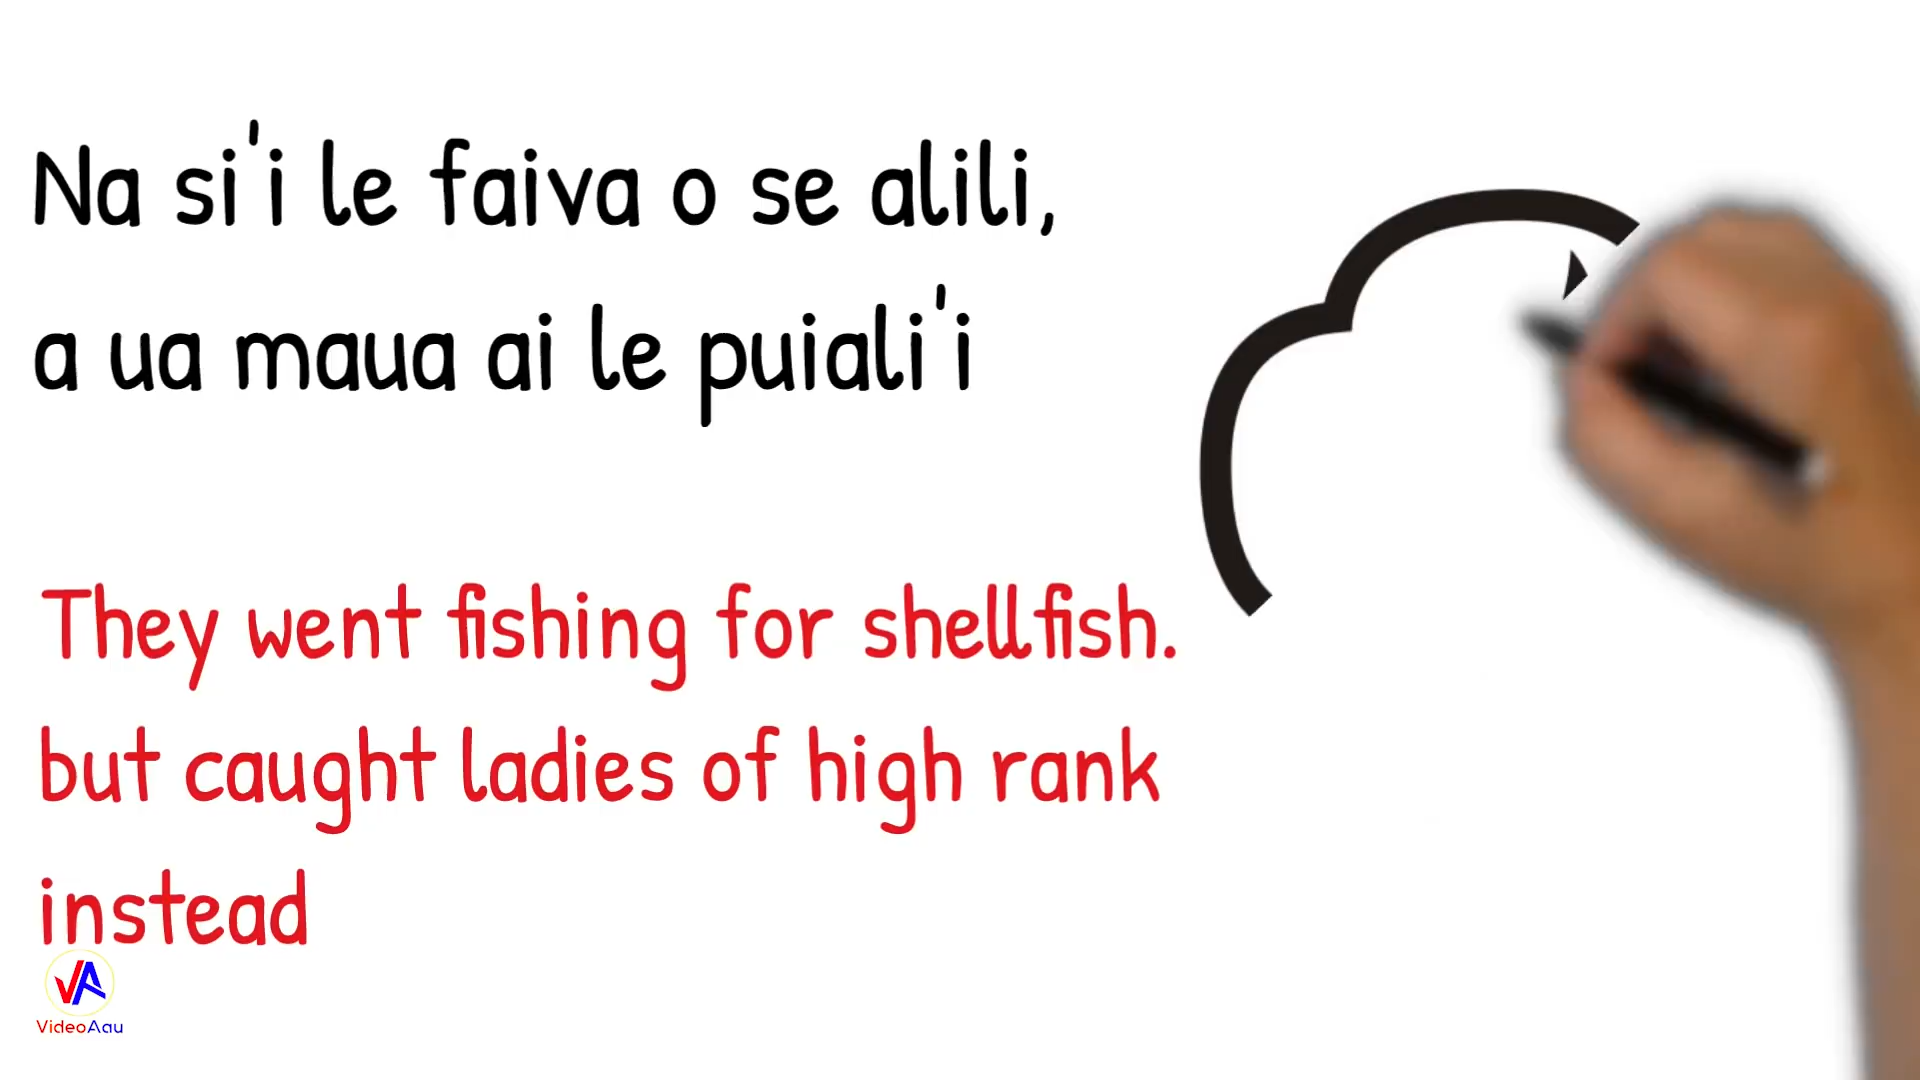 Na si'i le faiva o se alili,
a ua maua ai le puiali'i
They went fishing for shellfish.
but caught ladies of high rank
instead
VA
VideoAau